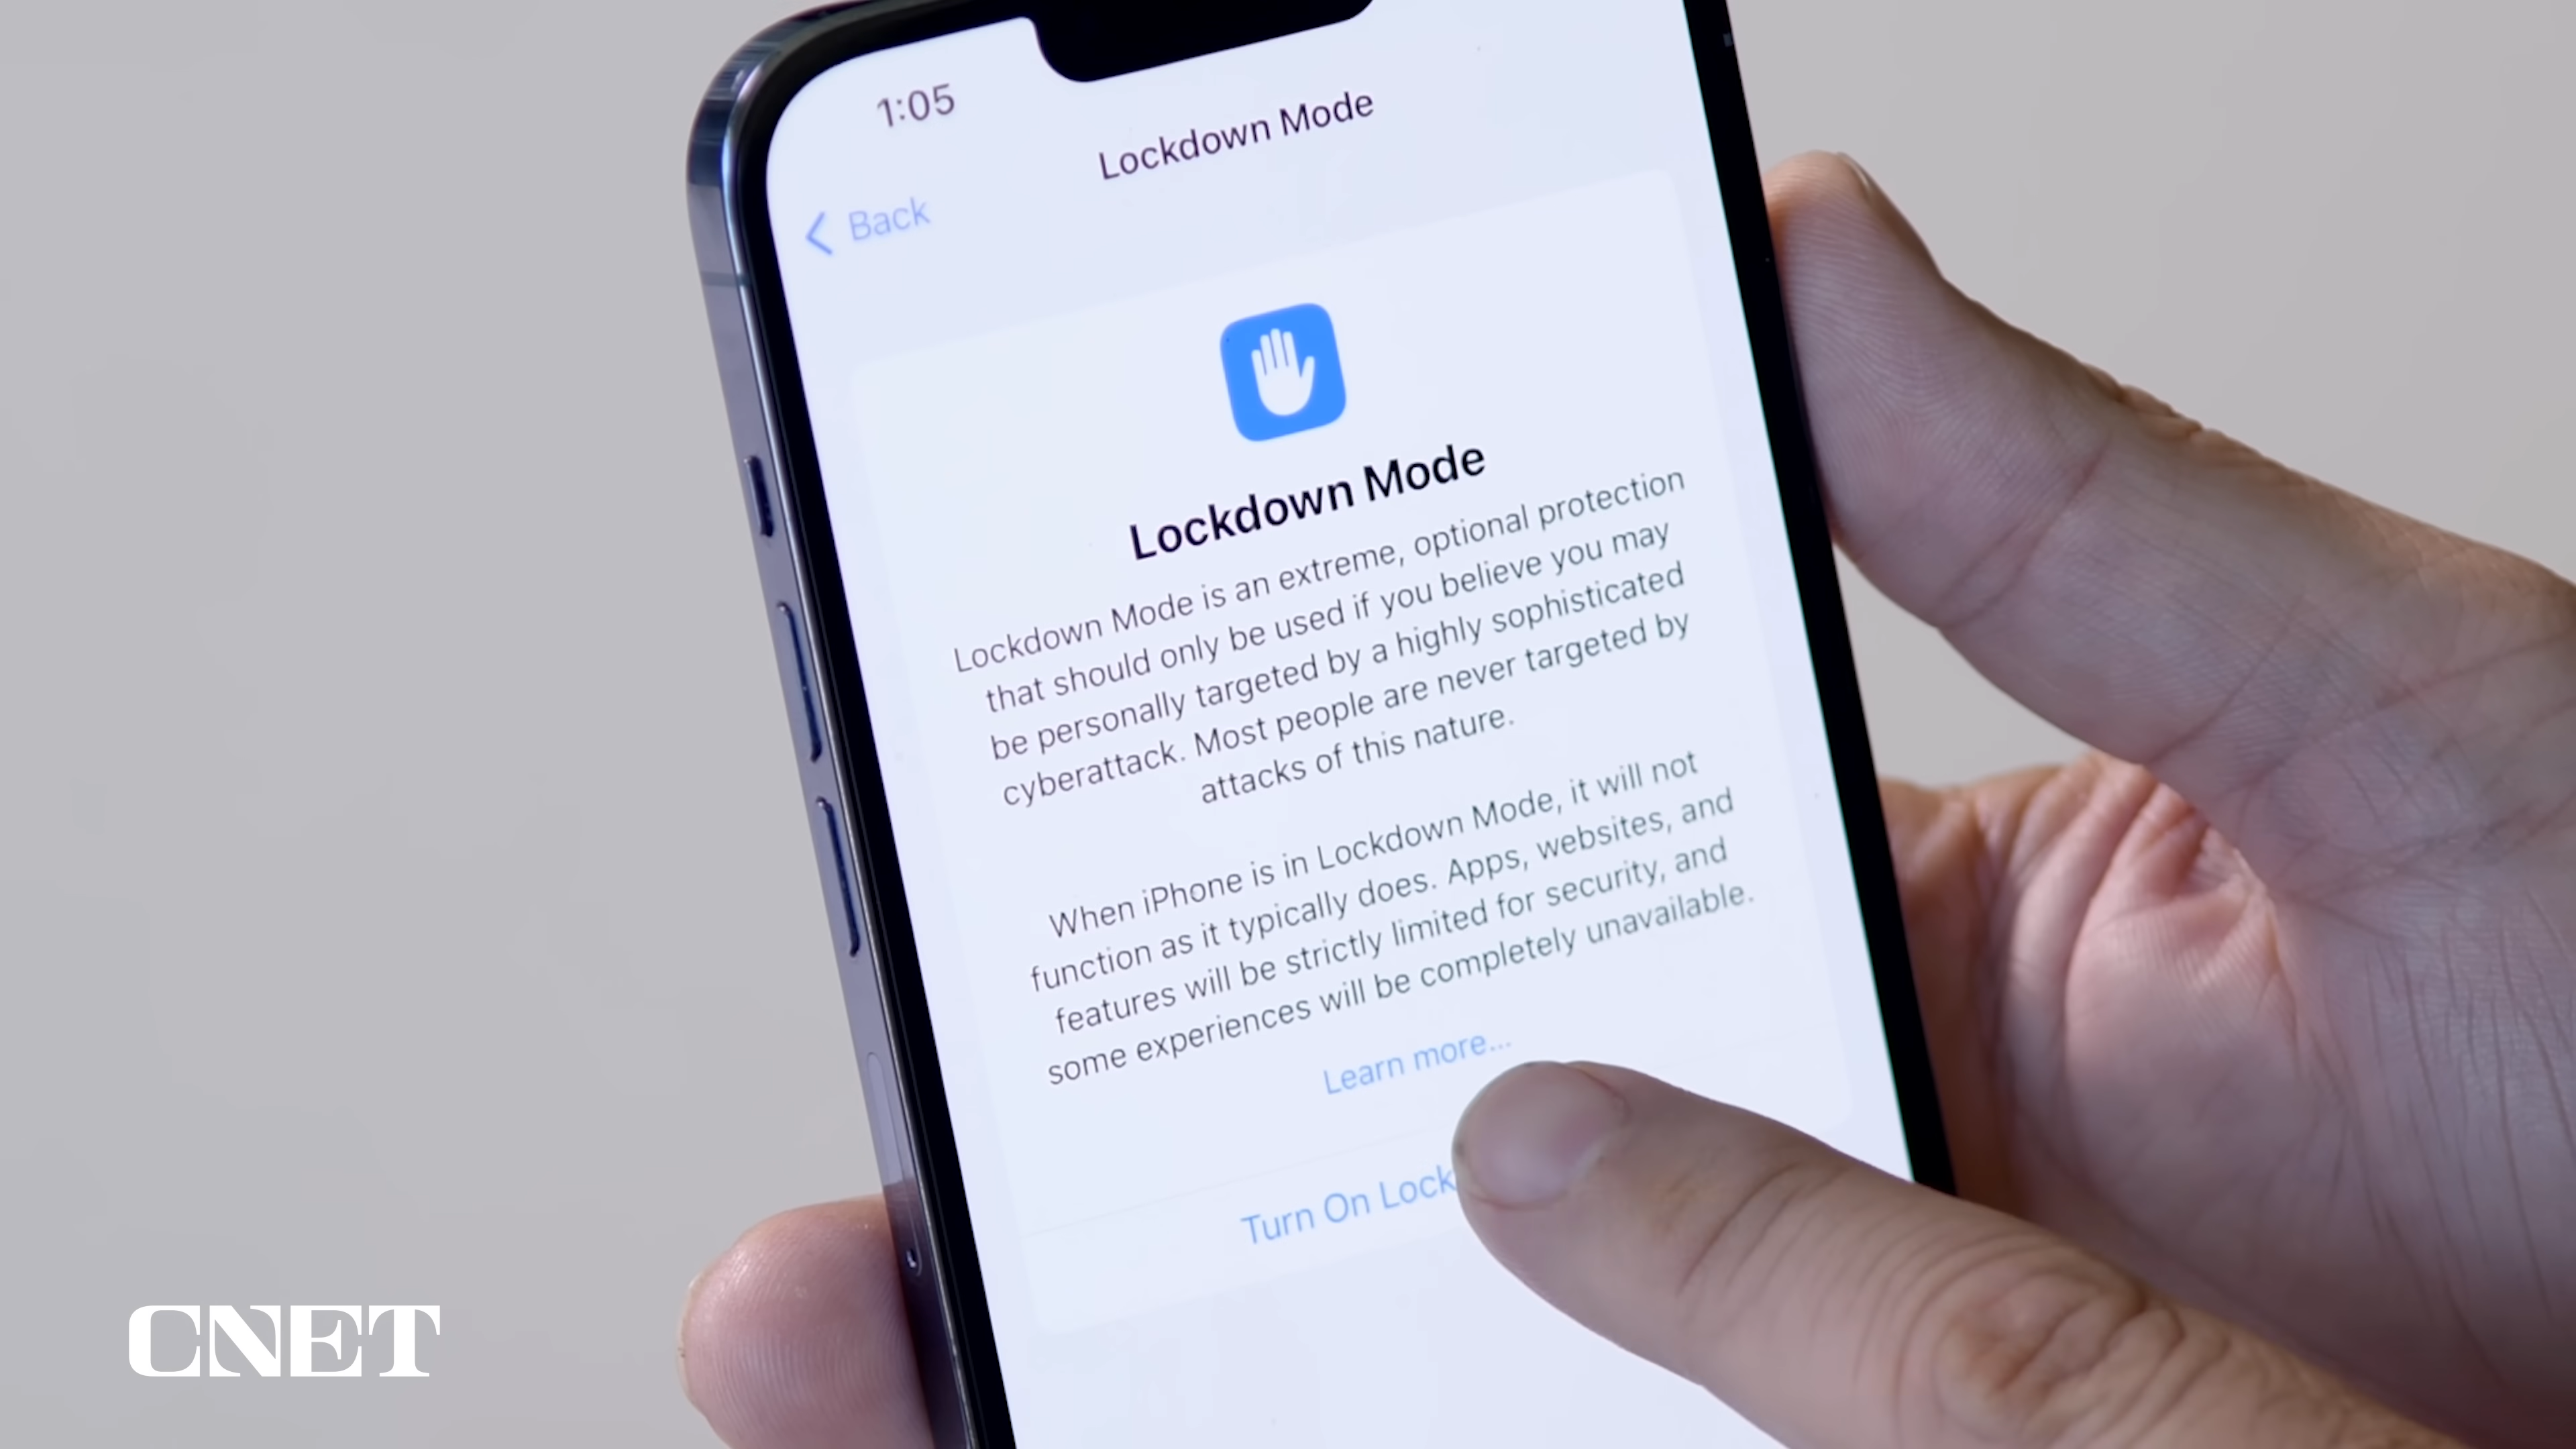 1:05
Lockdown Mode
Back
Lockdown Mode
Lockdown Mode is an extreme, optional protection
that should only be used if you believe you may
be personally targeted by a highly sophisticated
cyberattack. Most people are never targeted by
attacks of this nature.
When iPhone is in Lockdown Mode, it will not
function as it typically does. Apps, websites, and
features will be strictly limited for security, and
some experiences will be completely unavailable.
Learn more...
Turn On Lock
CNET